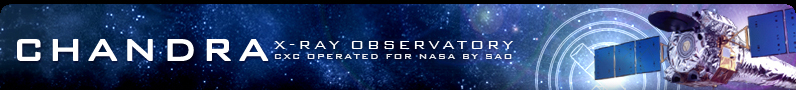 CHANDRA
X-RAY OBSERVATORY
CXC OPERATED FOR NASA BY SAO